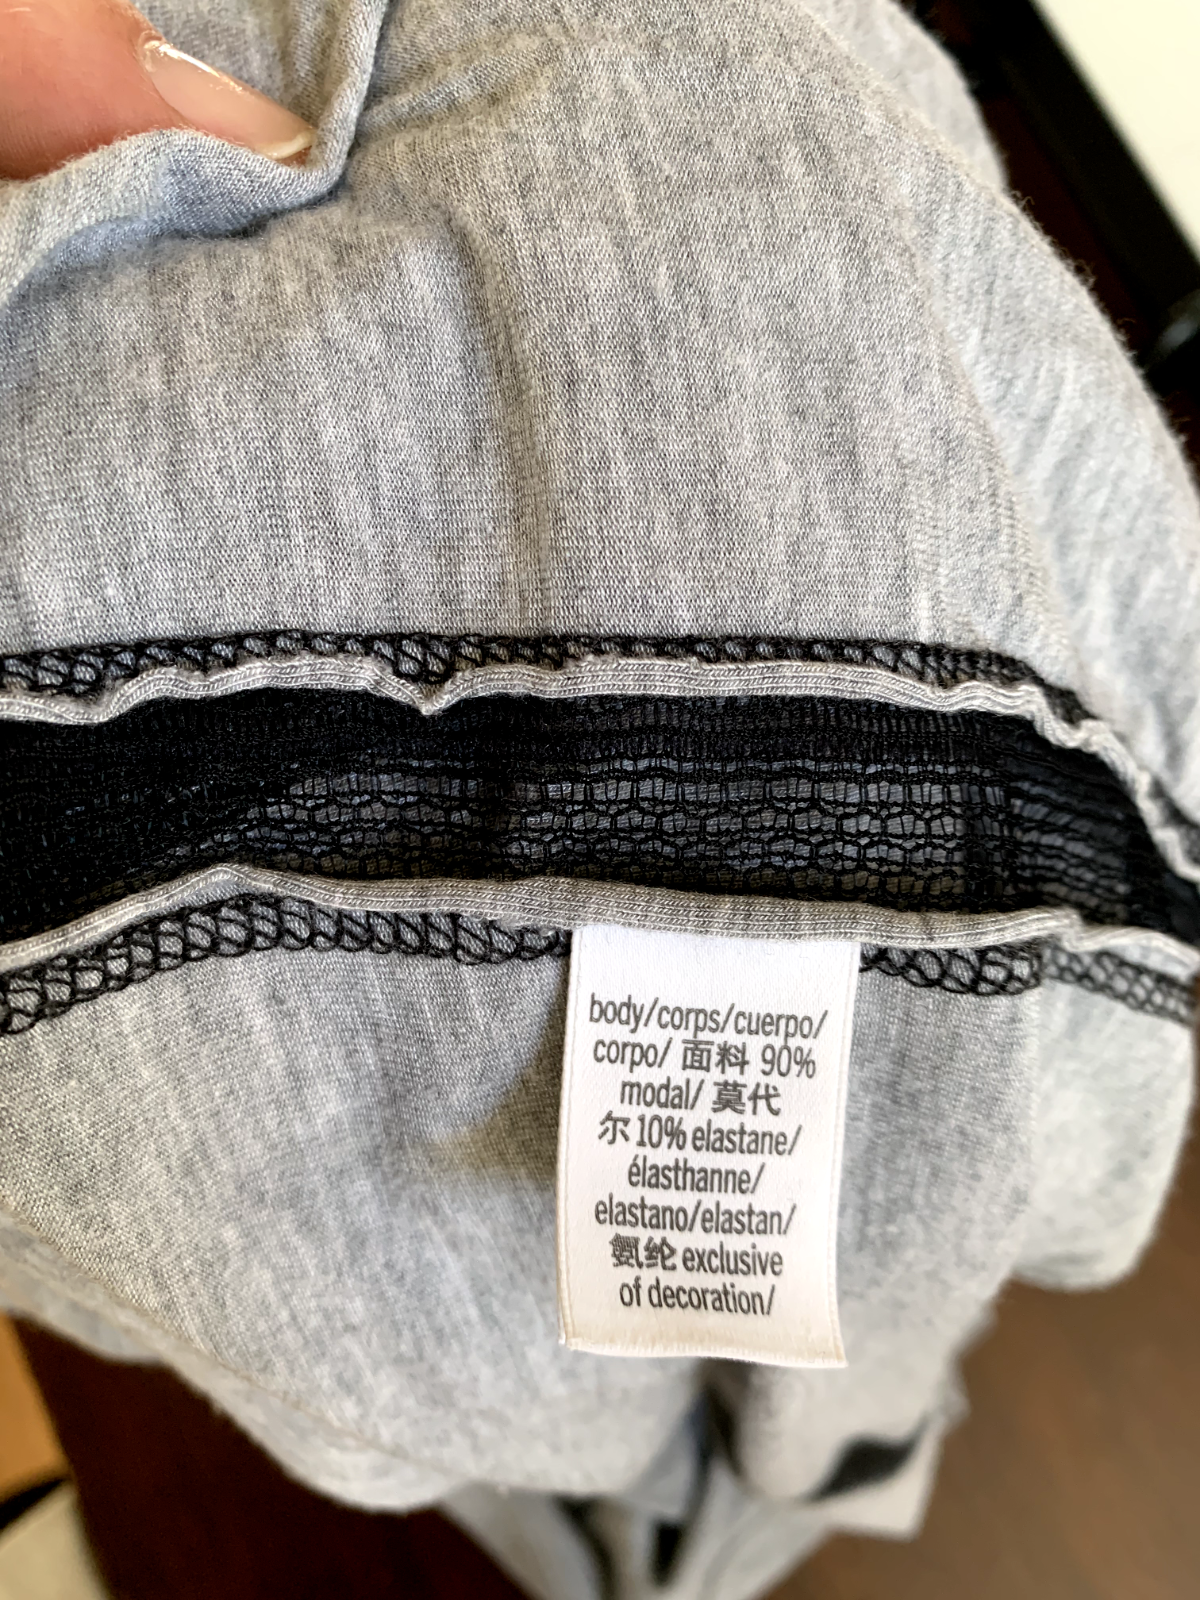 body/corps/cuerpo/
corpo/ 面料 90%
modal/ 莫代
尔 10% elastane/
élasthanne/
elastano/elastan/
氨纶 exclusive
of decoration/